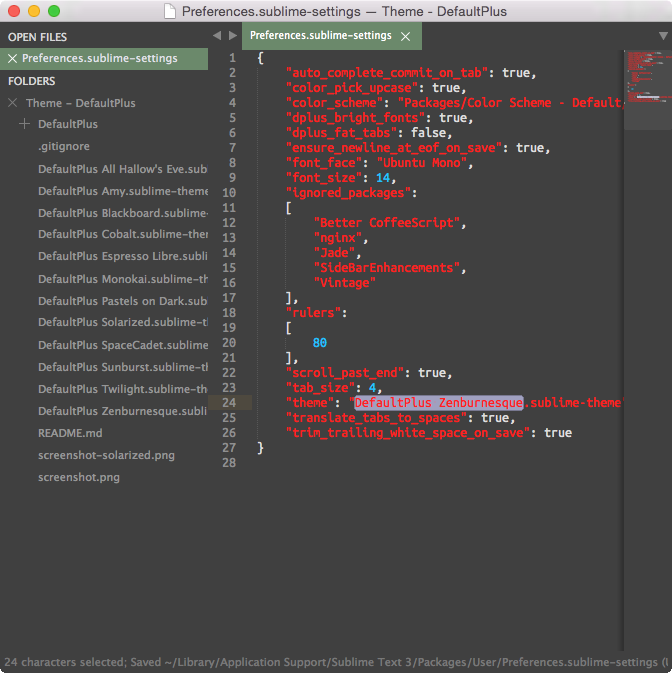 Preferences.sublime-settings — Theme - DefaultPlus
OPEN FILES
Preferences.sublime-settings
FOLDERS
Theme – DefaultPlus
DefaultPlus
.gitignore
DefaultPlus All Hallow's Eve.sub
DefaultPlus Amy.sublime-theme
DefaultPlus Blackboard.sublime-
DefaultPlus Cobalt.sublime-then
DefaultPlus Espresso Libre.sublin
DefaultPlus Monokai.sublime-th
DefaultPlus Pastels on Dark.subl
DefaultPlus Solarized.sublime-th
DefaultPlus SpaceCadet.sublime
DefaultPlus Sunburst.sublime-th
DefaultPlus Twilight.sublime-the
DefaultPlus Zenburnesque.subli
README.md
screenshot-solarized.png
screenshot.png
Preferences.sublime-settings
1 {
2 "auto_complete_commit_on_tab": true,
3 "color_pick_upcase": true,
4 "color_scheme": "Packages/Color Scheme - Default
5 "dplus_bright_fonts": true,
6 "dplus_fat_tabs": false,
7 "ensure_newline_at_eof_on_save": true,
8 "font_face": "Ubuntu Mono",
9 "font_size": 14,
10 "ignored_packages":
11 [
12 "Better CoffeeScript",
13 "nginx",
14 "Jade",
15 "SideBarEnhancements",
16 "Vintage"
17 ],
18 "rulers":
19 [
20 80
21 ],
22 "scroll_past_end": true,
23 "tab_size": 4,
24 "theme": "DefaultPlus Zenburnesque.sublime-theme
25 "translate_tabs_to_spaces": true,
26 "trim_trailing_white_space_on_save": true
27 }
28
24 characters selected; Saved ~/Library/Application Support/Sublime Text 3/Packages/User/Preferences.sublime-settings (